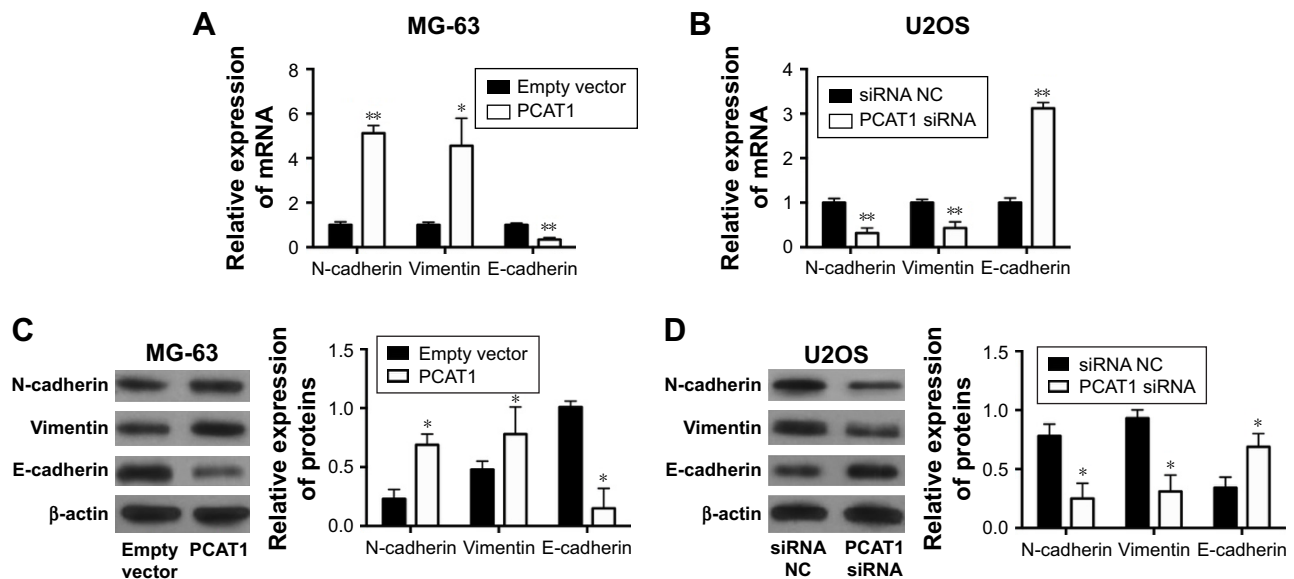 A
MG-63
Relative expression
of mRNA
8
6
4
2
0
Empty vector
PCAT1
**
*
**
N-cadherin Vimentin E-cadherin
B
U2OS
Relative expression
of mRNA
4
3
2
1
0
siRNA NC
PCAT1 siRNA
**
**
**
N-cadherin Vimentin E-cadherin
C
MG-63
N-cadherin
Vimentin
E-cadherin
β-actin
Empty
vector
PCAT1
Relative expression
of proteins
1.5
1.0
0.5
0.0
Empty vector
PCAT1
*
*
*
N-cadherin Vimentin E-cadherin
D
U2OS
N-cadherin
Vimentin
E-cadherin
β-actin
siRNA
NC
PCAT1
siRNA
Relative expression
of proteins
1.5
1.0
0.5
0.0
siRNA NC
PCAT1 siRNA
*
*
*
N-cadherin Vimentin E-cadherin